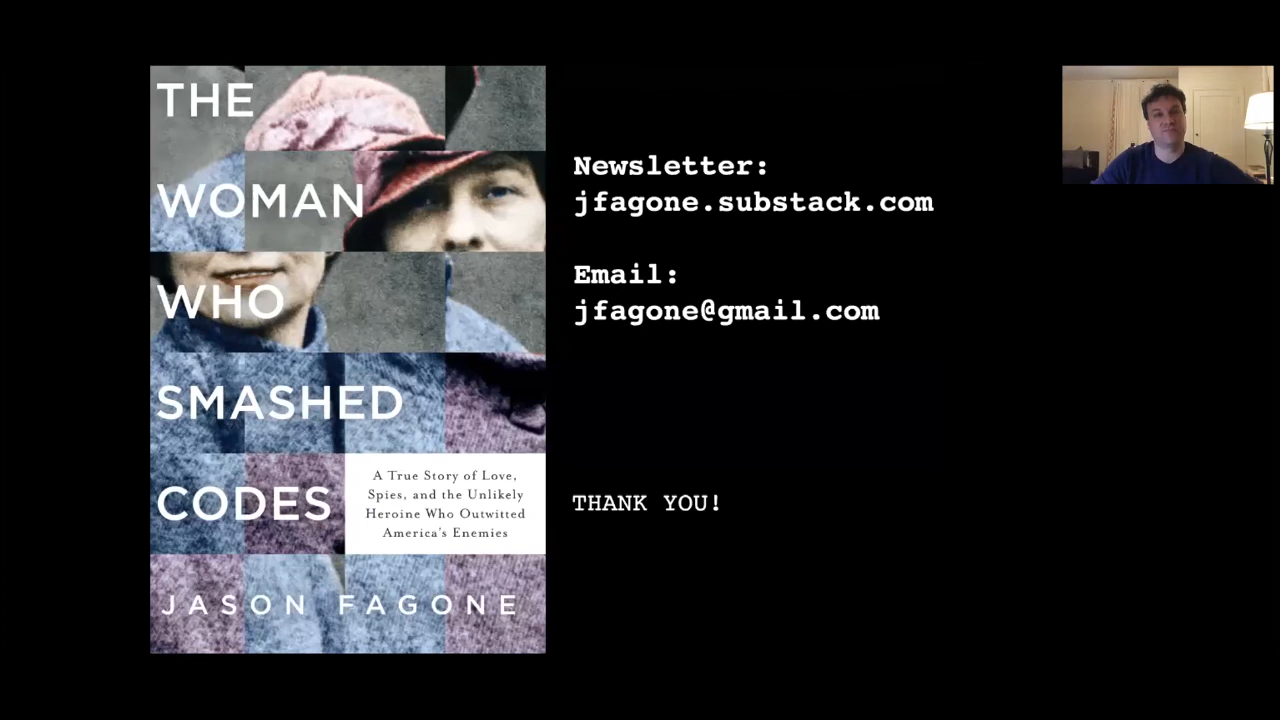 THE
WOMAN
WHO
SMASHED
CODES
A True Story of Love,
Spies, and the Unlikely
Heroine Who Outwitted
America's Enemies
JASON FAGONE
Newsletter:
jfagone.substack.com
Email:
jfagone@gmail.com
THANK YOU!